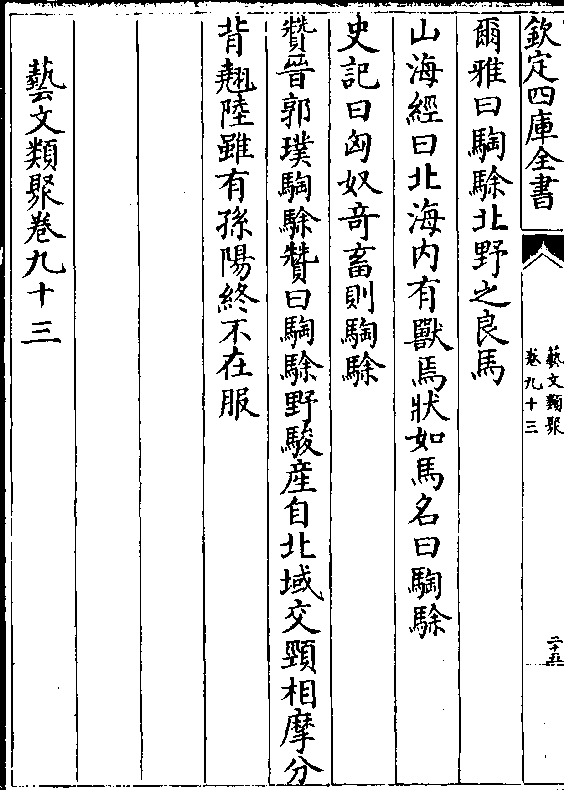 欽定四庫全書
藝文類聚
卷九十三
二十五
爾雅曰騊駼北野之良馬
山海經曰北海内有獸焉狀如馬名曰騊駼
史記曰匈奴竒畜則騊駼
贊晉郭璞騊駼贊曰騊駼野駿産自北域交頸相摩分
背翹陸雖有孫陽終不在服
藝文類聚卷九十三